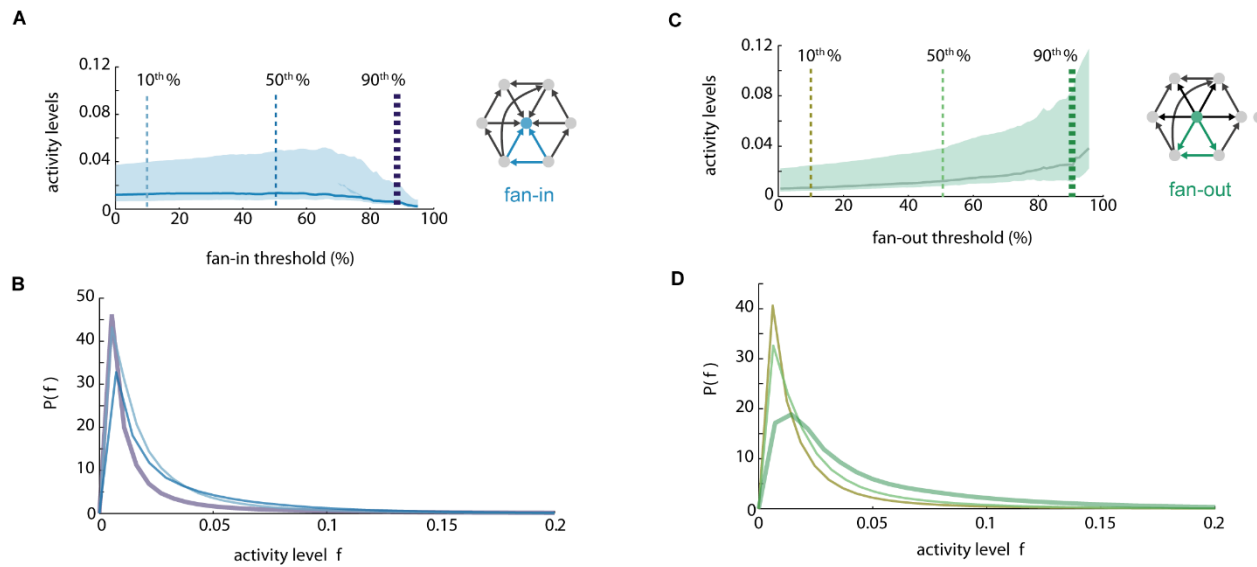 A
0.12
0.08
0.04
0
activity levels
10th %
50th %
90th %
0 20 40 60 80 100
fan-in threshold (%)
fan-in
C
0.12
0.08
0.04
0
activity levels
10th %
50th %
90th %
0 20 40 60 80 100
fan-out threshold (%)
fan-out
B
50
40
30
20
10
0
P(f)
0 0.05 0.1 0.15 0.2
activity level f
D
40
30
20
10
0
P(f)
0 0.05 0.1 0.15 0.2
activity level f